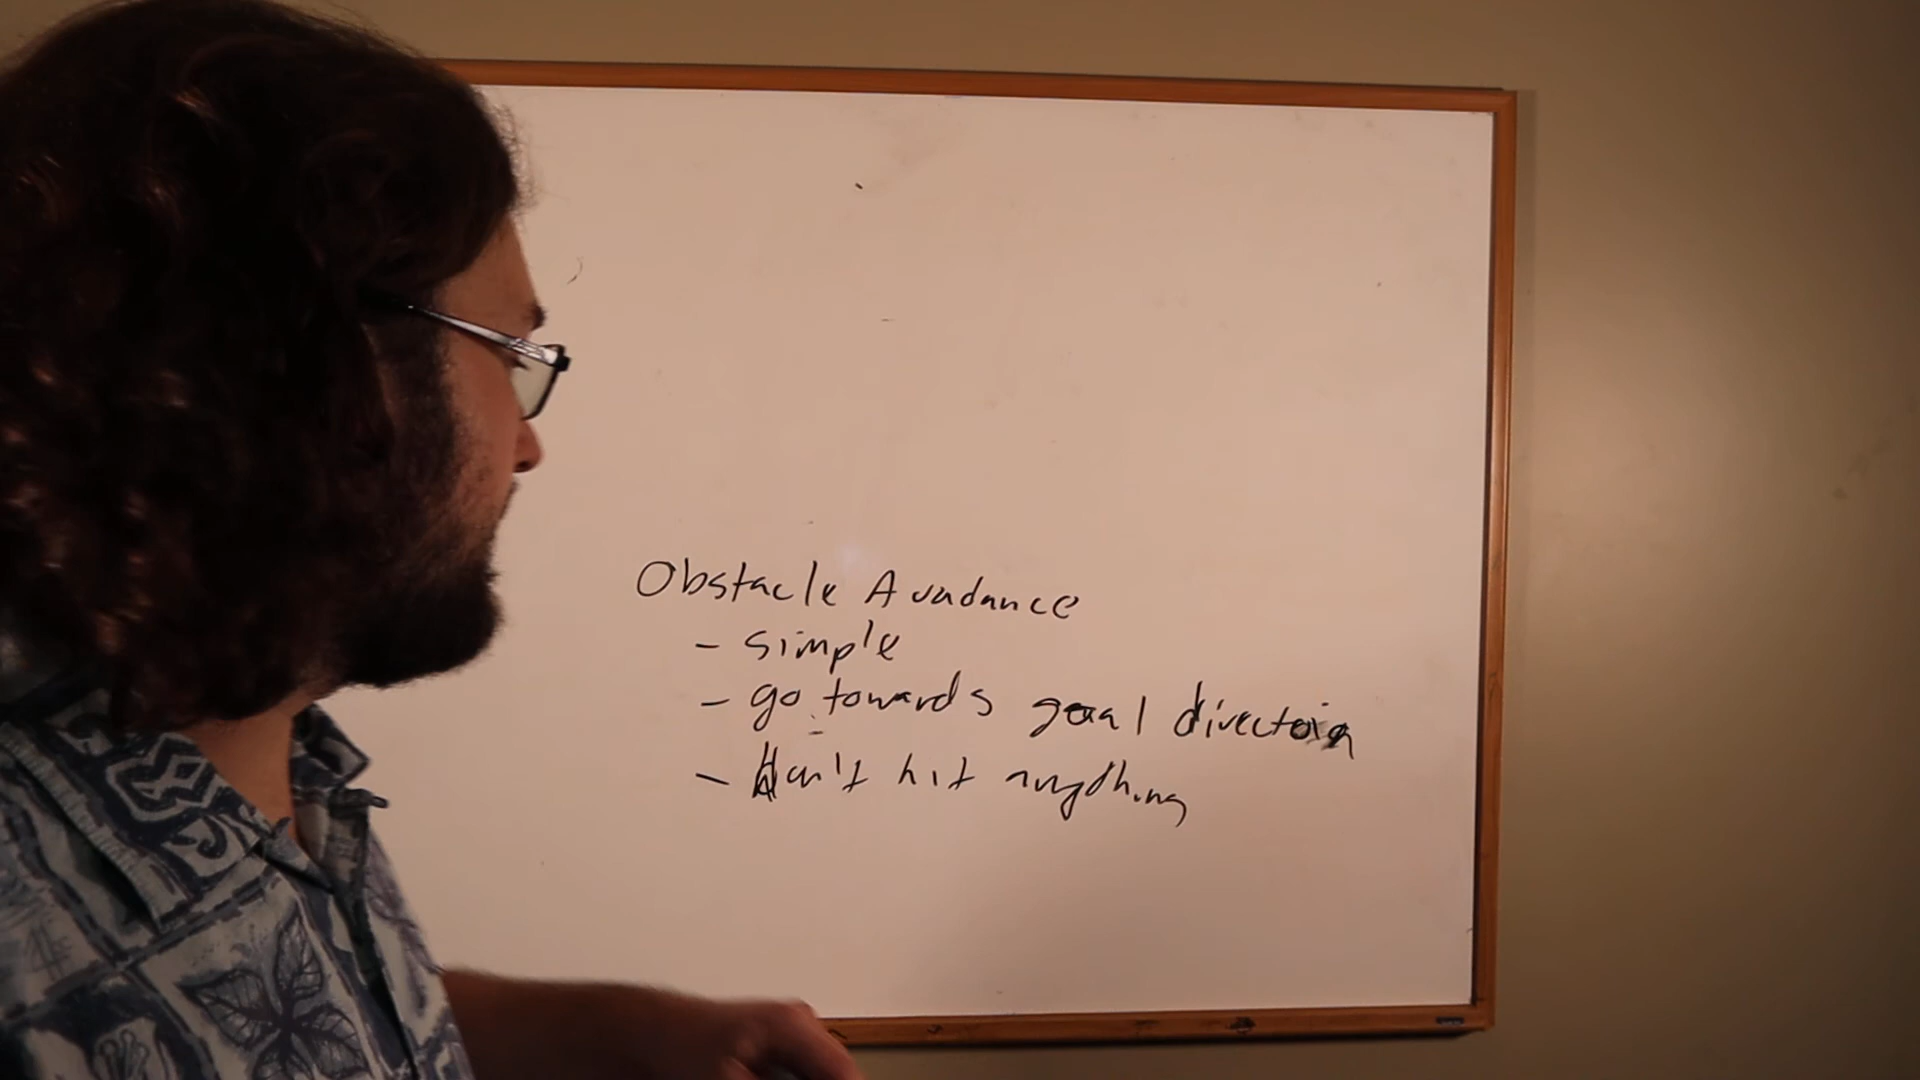 Obstacle Avoidance
- simple
- go towards goal direction
- don't hit anything